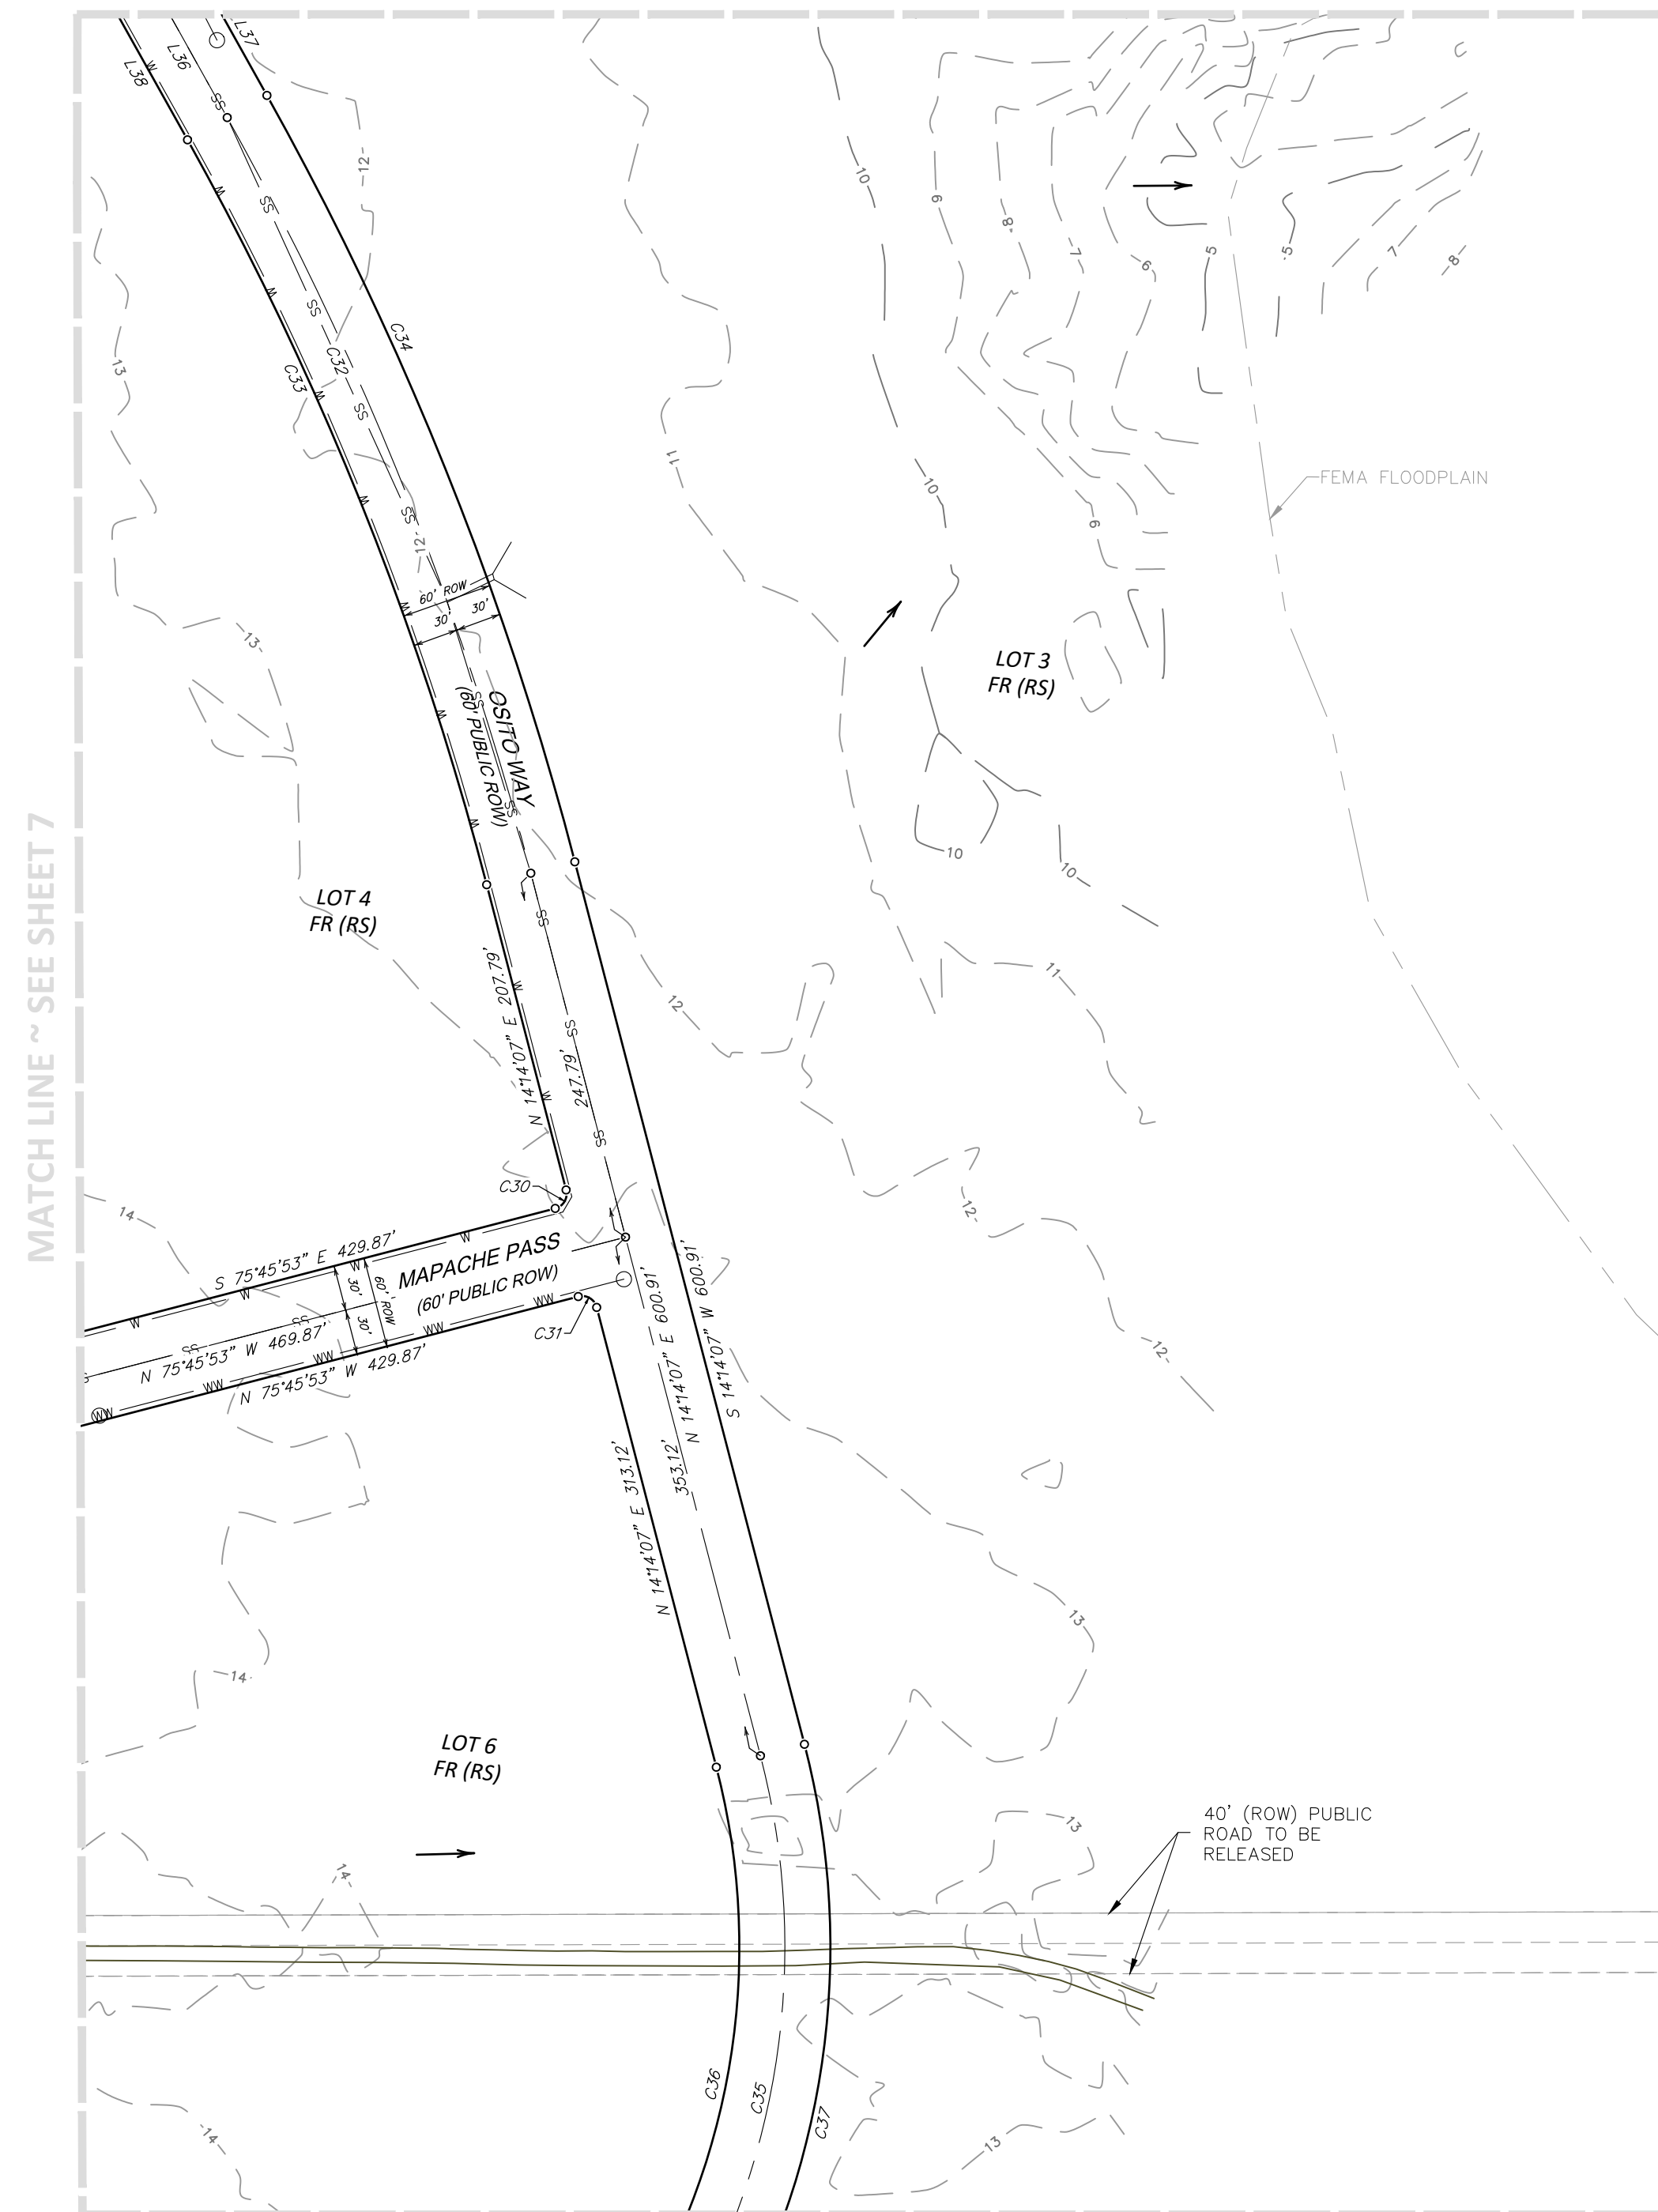 L37
L36
L38
W
SS
12
10
9
8
7
6
5
5
7
8
13
C34
C32
C33
11
10
9
FEMA FLOODPLAIN
12
60' ROW
30'
30'
13
LOT 3
FR (RS)
OSITO WAY
(60' PUBLIC ROW)
10
10
LOT 4
FR (RS)
MATCH LINE ~ SEE SHEET 7
N 14°14'07" E 207.79'
247.79'
12
11
C30
14
12
S 75°45'53" E 429.87'
MAPACHE PASS
(60' PUBLIC ROW)
30'
60' ROW
30'
N 75°45'53" W 469.87'
N 75°45'53" W 429.87'
WW
C31
N 14°14'07" E 600.91'
S 14°14'07" W 600.91'
353.12'
12
N 14°14'07" E 313.12'
13
14
LOT 6
FR (RS)
13
40' (ROW) PUBLIC
ROAD TO BE
RELEASED
14
C36
C35
C37
14
13